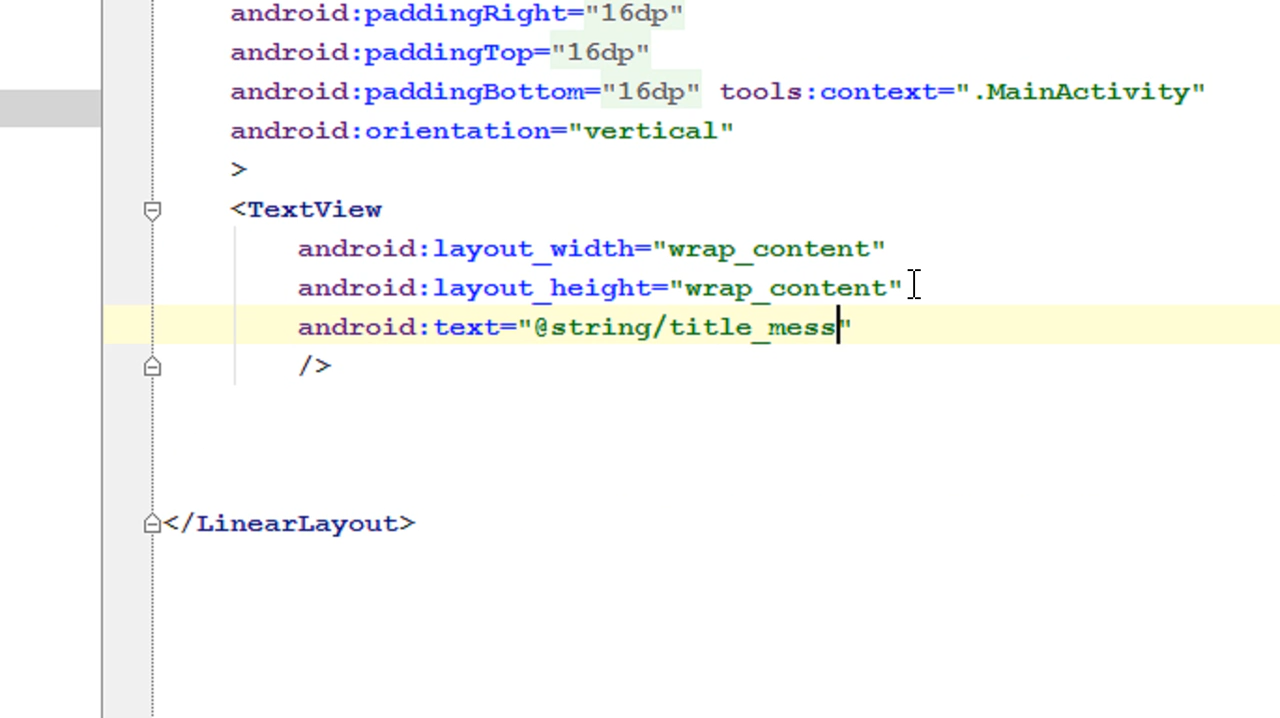 android:paddingRight="16dp"
android:paddingTop="16dp"
android:paddingBottom="16dp" tools:context=".MainActivity"
android:orientation="vertical"
>
<TextView
android:layout_width="wrap_content"
android:layout_height="wrap_content"
android:text="@string/title_mess"
/>
</LinearLayout>